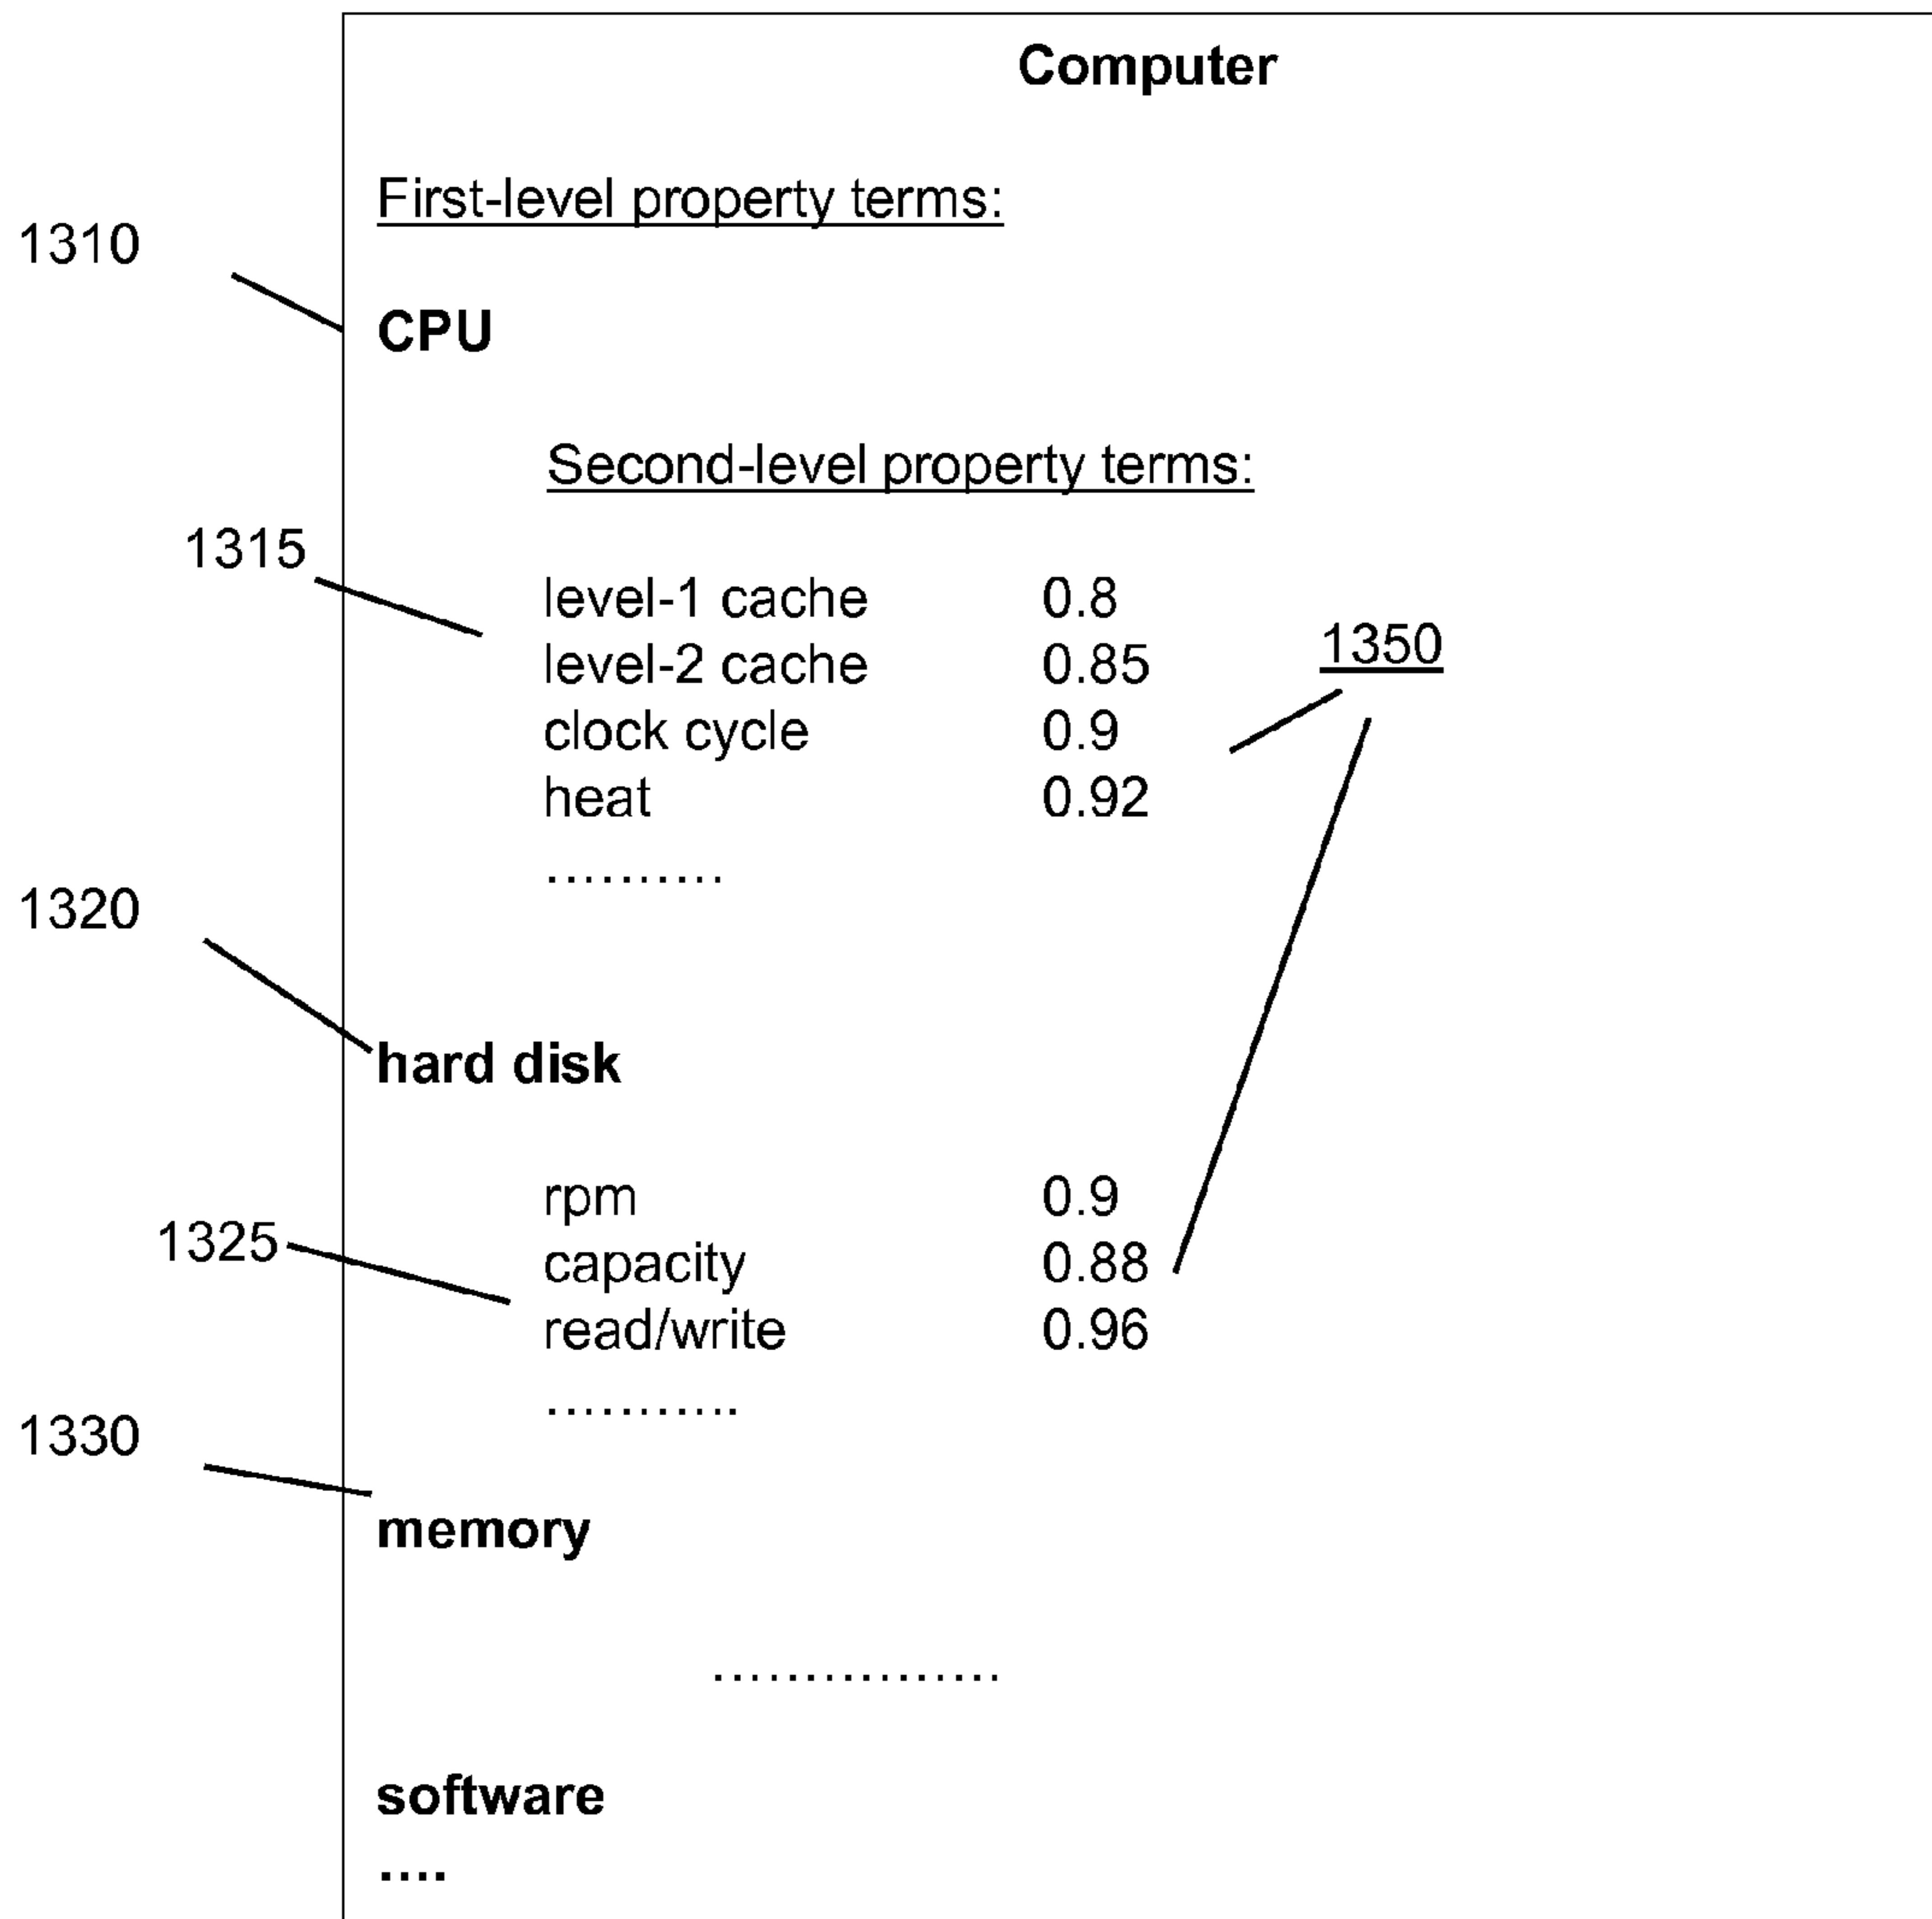 Computer
First-level property terms:
1310
CPU
Second-level property terms:
1315
level-1 cache 0.8
1350
level-2 cache 0.85
clock cycle 0.9
heat 0.92
..........
1320
hard disk
rpm 0.9
1325
capacity 0.88
read/write 0.96
...........
1330
memory
................
software
....